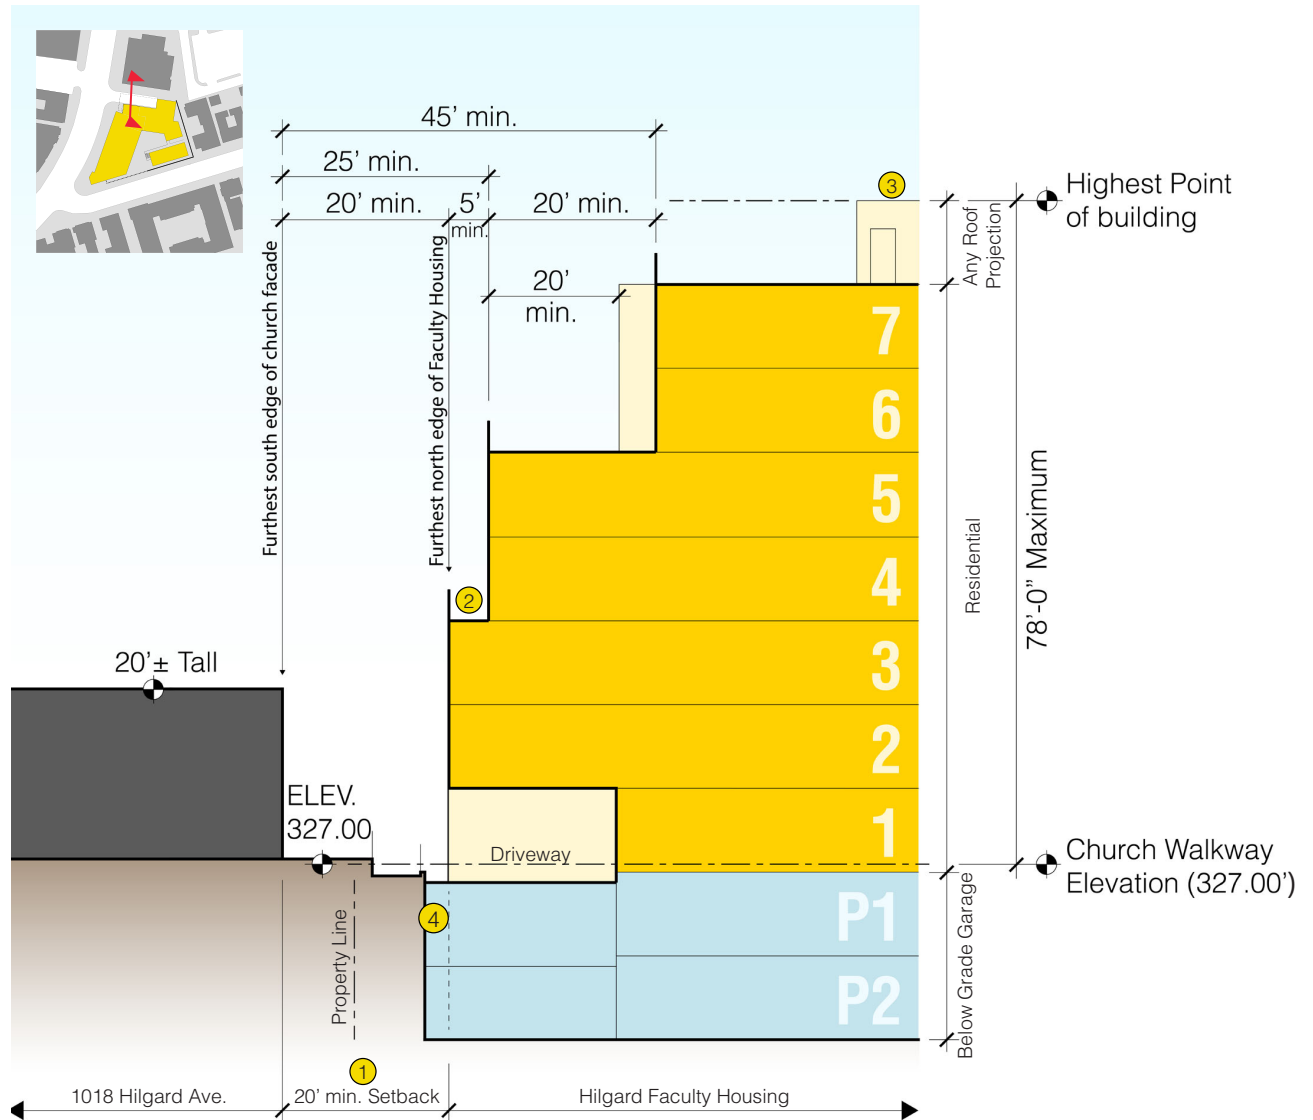 45’ min.
25’ min.
20’ min.
5’
min.
20’ min.
20’
min.
3
Highest Point
of building
Any Roof
Projection
Furthest south edge of church facade
Furthest north edge of Faculty Housing
7
6
5
4
3
2
1
Residential
78’-0” Maximum
2
20’± Tall
ELEV.
327.00
Driveway
Church Walkway
Elevation (327.00’)
4
Property Line
P1
P2
Below Grade Garage
1
1018 Hilgard Ave.
20’ min. Setback
Hilgard Faculty Housing